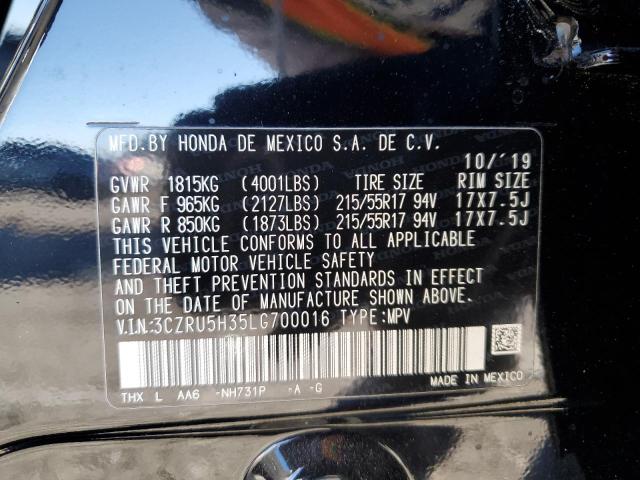 MFD.BY HONDA DE MEXICO S.A. DE C.V.
10/'19
GVWR 1815KG (4001LBS) TIRE SIZE RIM SIZE
GAWR F 965KG (2127LBS) 215/55R17 94V 17X7.5J
GAWR R 850KG (1873LBS) 215/55R17 94V 17X7.5J
THIS VEHICLE CONFORMS TO ALL APPLICABLE
FEDERAL MOTOR VEHICLE SAFETY
AND THEFT PREVENTION STANDARDS IN EFFECT
ON THE DATE OF MANUFACTURE SHOWN ABOVE.
V.I.N:3CZRU5H35LG700016 TYPE:MPV
THX L AA6 -NH731P -A -G
MADE IN MEXICO